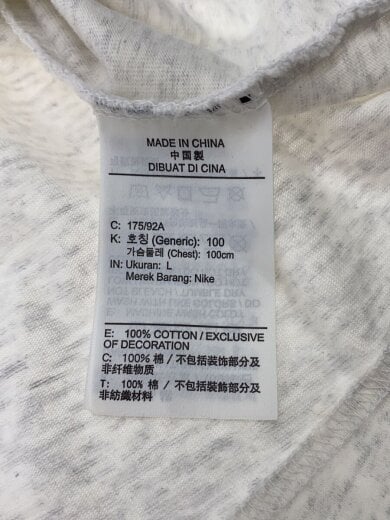 MADE IN CHINA
中国製
DIBUAT DI CINA
C: 175/92A
K: 호칭 (Generic): 100
가슴둘레 (Chest): 100cm
IN: Ukuran: L
Merek Barang: Nike
E: 100% COTTON / EXCLUSIVE
OF DECORATION
C: 100% 棉 / 不包括装饰部分及
非纤维物质
T: 100% 棉 / 不包括裝飾部分及
非紡織材料